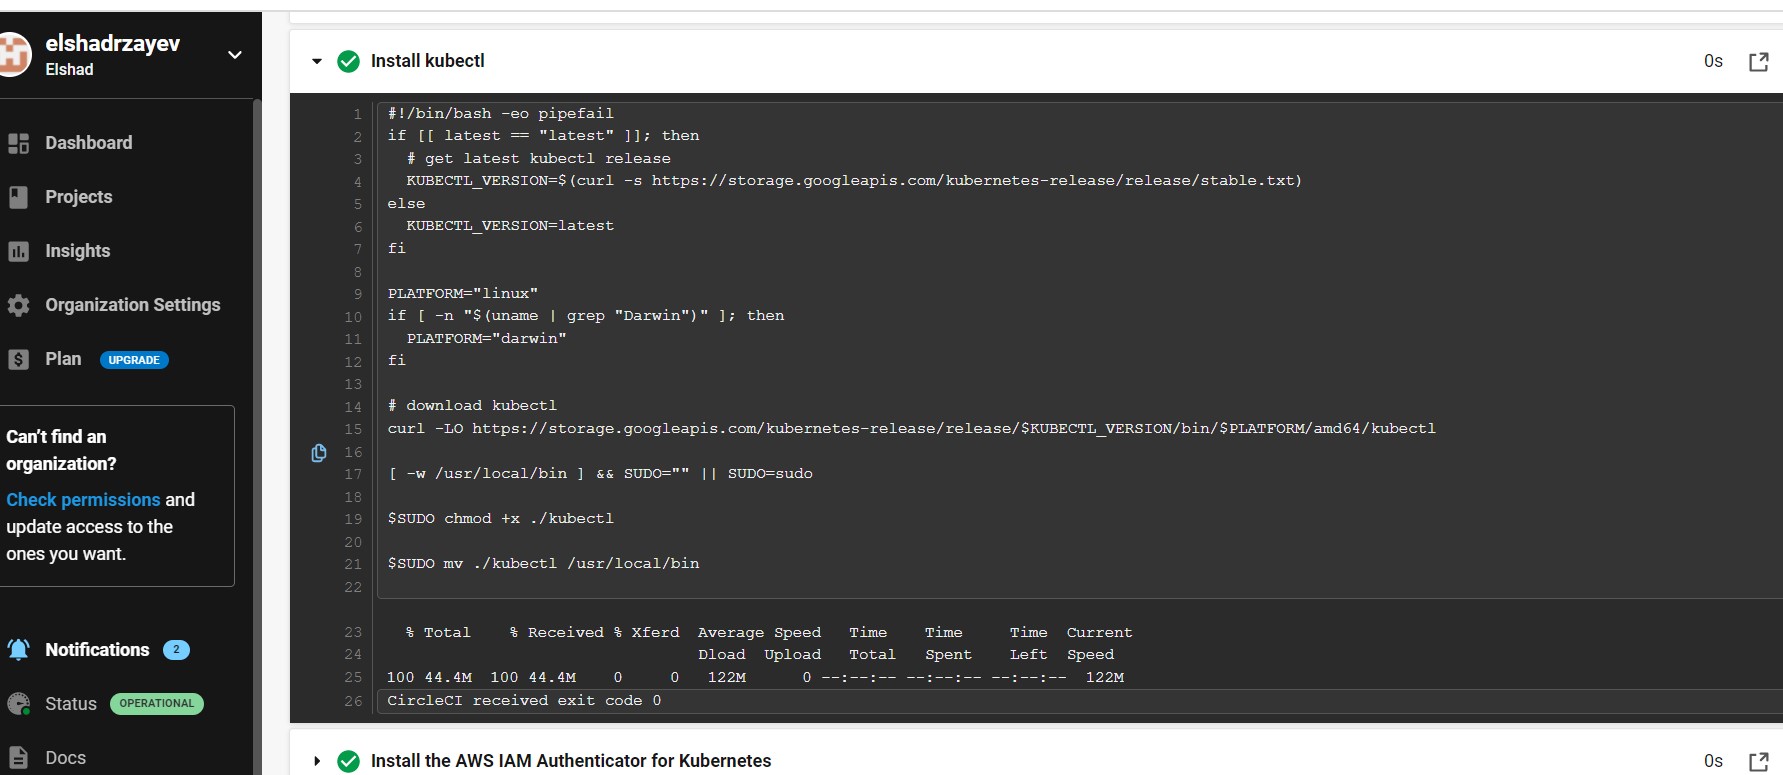 elshadrzayev
Elshad
Dashboard
Projects
Insights
Organization Settings
Plan UPGRADE
Can't find an
organization?
Check permissions and
update access to the
ones you want.
Notifications 2
Status OPERATIONAL
Docs
Install kubectl 0s
1 #!/bin/bash -eo pipefail
2 if [[ latest == "latest" ]]; then
3 # get latest kubectl release
4 KUBECTL_VERSION=$(curl -s https://storage.googleapis.com/kubernetes-release/release/stable.txt)
5 else
6 KUBECTL_VERSION=latest
7 fi
8
9 PLATFORM="linux"
10 if [ -n "$(uname | grep "Darwin")" ]; then
11 PLATFORM="darwin"
12 fi
13
14 # download kubectl
15 curl -LO https://storage.googleapis.com/kubernetes-release/release/$KUBECTL_VERSION/bin/$PLATFORM/amd64/kubectl
16
17 [ -w /usr/local/bin ] && SUDO="" || SUDO=sudo
18
19 $SUDO chmod +x ./kubectl
20
21 $SUDO mv ./kubectl /usr/local/bin
22
23 % Total % Received % Xferd Average Speed Time Time Time Current
24 Dload Upload Total Spent Left Speed
25 100 44.4M 100 44.4M 0 0 122M 0 --:--:-- --:--:-- --:--:-- 122M
26 CircleCI received exit code 0
Install the AWS IAM Authenticator for Kubernetes 0s